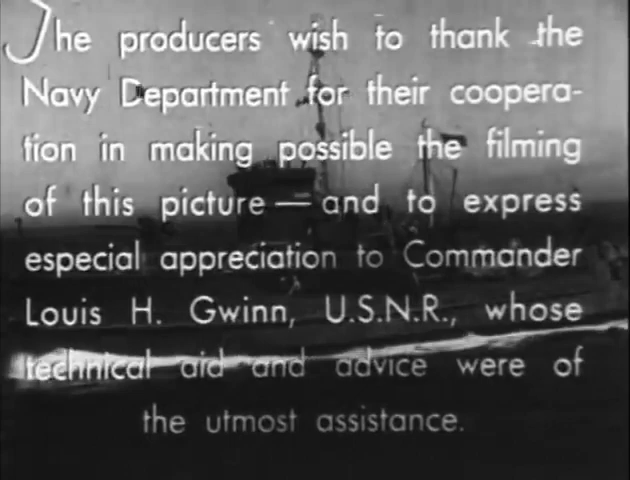 The producers wish to thank the
Navy Department for their coopera-
tion in making possible the filming
of this picture — and to express
especial appreciation to Commander
Louis H. Gwinn, U.S.N.R., whose
technical aid and advice were of
the utmost assistance.